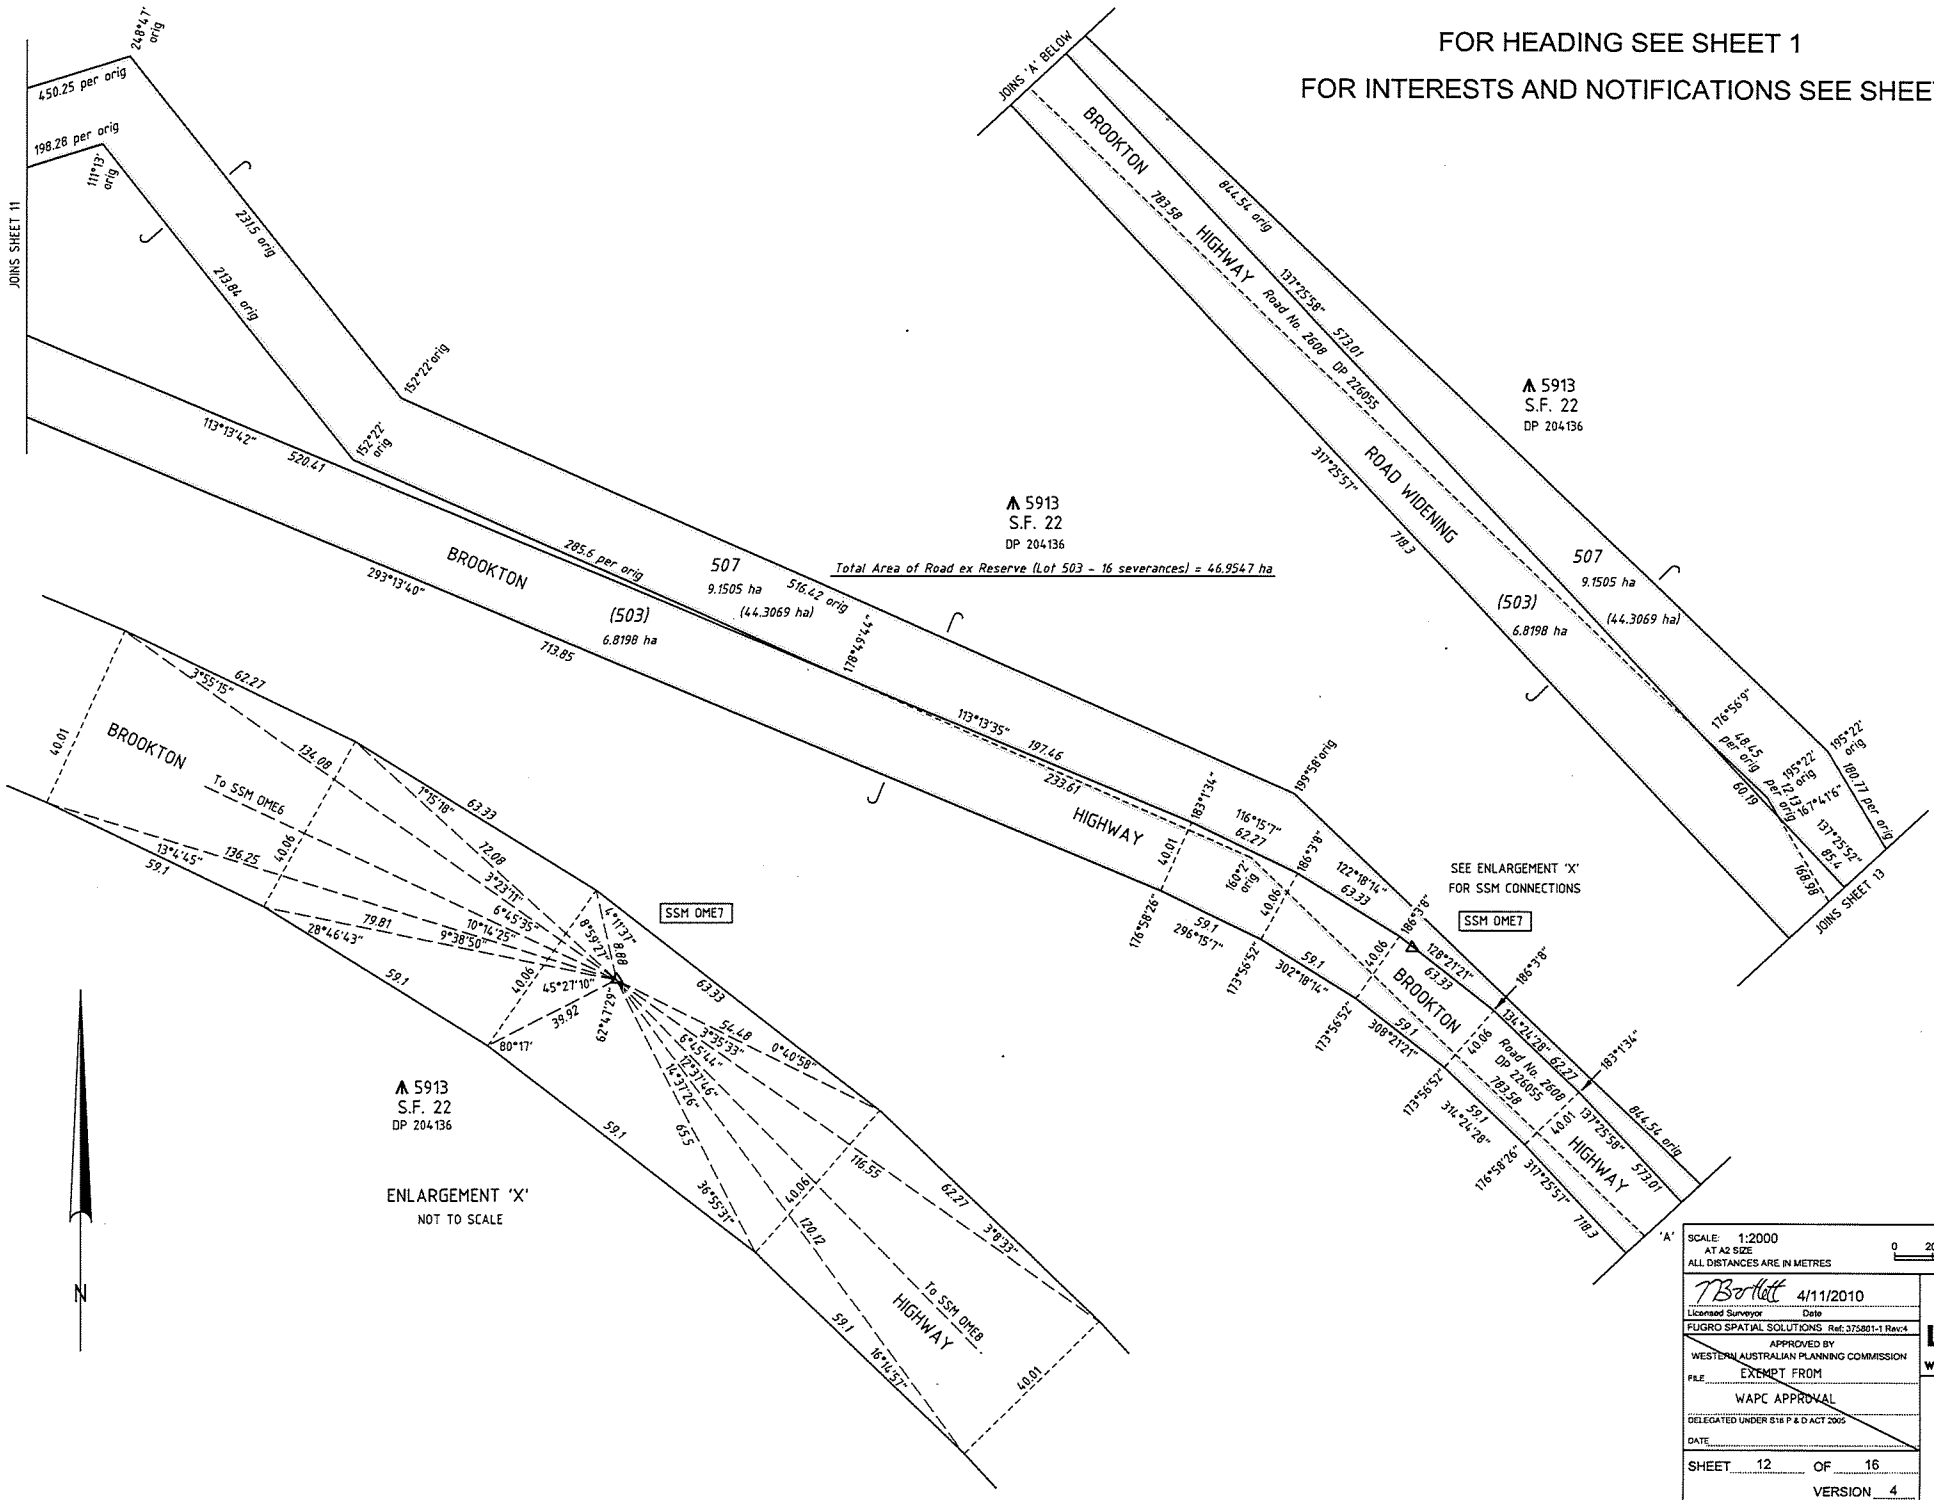 FOR HEADING SEE SHEET 1
FOR INTERESTS AND NOTIFICATIONS SEE SHEET
JOINS SHEET 11
450.25 per orig
248°47'
orig
198.28 per orig
111°13'
orig
231.5 orig
213.84 orig
152°22' orig
152°22'
orig
113°13'42"
520.41
285.6 per orig
BROOKTON
293°13'40"
713.85
(503)
6.8198 ha
507
9.1505 ha
(44.3069 ha)
516.42 orig
178°49'44"
5913
S.F. 22
DP 204136
Total Area of Road ex Reserve (Lot 503 - 16 severances) = 46.9547 ha
113°13'35"
197.46
233.61
HIGHWAY
183°1'34"
199°58' orig
116°15'7"
62.27
40.01
160°2'
orig
186°3'8"
122°18'14"
63.33
40.06
176°58'26"
59.1
296°15'7"
173°56'52"
59.1
302°18'14"
SEE ENLARGEMENT 'X'
FOR SSM CONNECTIONS
SSM OME7
186°3'8"
40.06
128°21'21"
63.33
BROOKTON
173°56'52"
59.1
308°21'21"
186°3'8"
40.06
134°24'28"
62.27
Road No. 2608
DP 226055
783.58
173°56'52"
59.1
314°24'28"
183°1'34"
40.01
137°25'58"
573.01
844.54 orig
HIGHWAY
176°58'26"
317°25'57"
718.3
'A'
JOINS 'A' BELOW
BROOKTON
783.58
HIGHWAY
844.54 orig
137°25'58"
573.01
Road No. 2608 DP 226055
317°25'57"
718.3
ROAD WIDENING
5913
S.F. 22
DP 204136
507
9.1505 ha
(44.3069 ha)
(503)
6.8198 ha
176°56'9"
48.45
per orig
195°22'
orig
12.13
per orig
167°41'6"
195°22'
orig
180.77 per orig
60.19
137°25'52"
85.4
168.98
JOINS SHEET 13
62.27
3°55'15"
40.01
BROOKTON
134.08
To SSM OME6
1°15'18"
63.33
40.06
72.08
136.25
13°4'45"
59.1
3°23'11"
6°45'35"
10°14'25"
9°38'50"
79.81
28°46'43"
4°11'37"
8°59'27"
8.88
SSM OME7
40.06
45°27'10"
39.92
59.1
80°17'
62°47'29"
63.33
54.48
0°40'58"
3°35'33"
6°45'44"
12°37'46"
14°37'26"
65.5
59.1
36°55'31"
40.06
116.55
62.27
3°8'33"
120.12
To SSM OME8
HIGHWAY
59.1
16°14'57"
40.01
5913
S.F. 22
DP 204136
ENLARGEMENT 'X'
NOT TO SCALE
N
SCALE: 1:2000
AT A2 SIZE
ALL DISTANCES ARE IN METRES
0 20
4/11/2010
Licensed Surveyor Date
FUGRO SPATIAL SOLUTIONS Ref: 375801-1 Rev:4
APPROVED BY
WESTERN AUSTRALIAN PLANNING COMMISSION
FILE EXEMPT FROM
WAPC APPROVAL
DELEGATED UNDER S16 P & D ACT 2005
DATE
SHEET 12 OF 16
VERSION 4